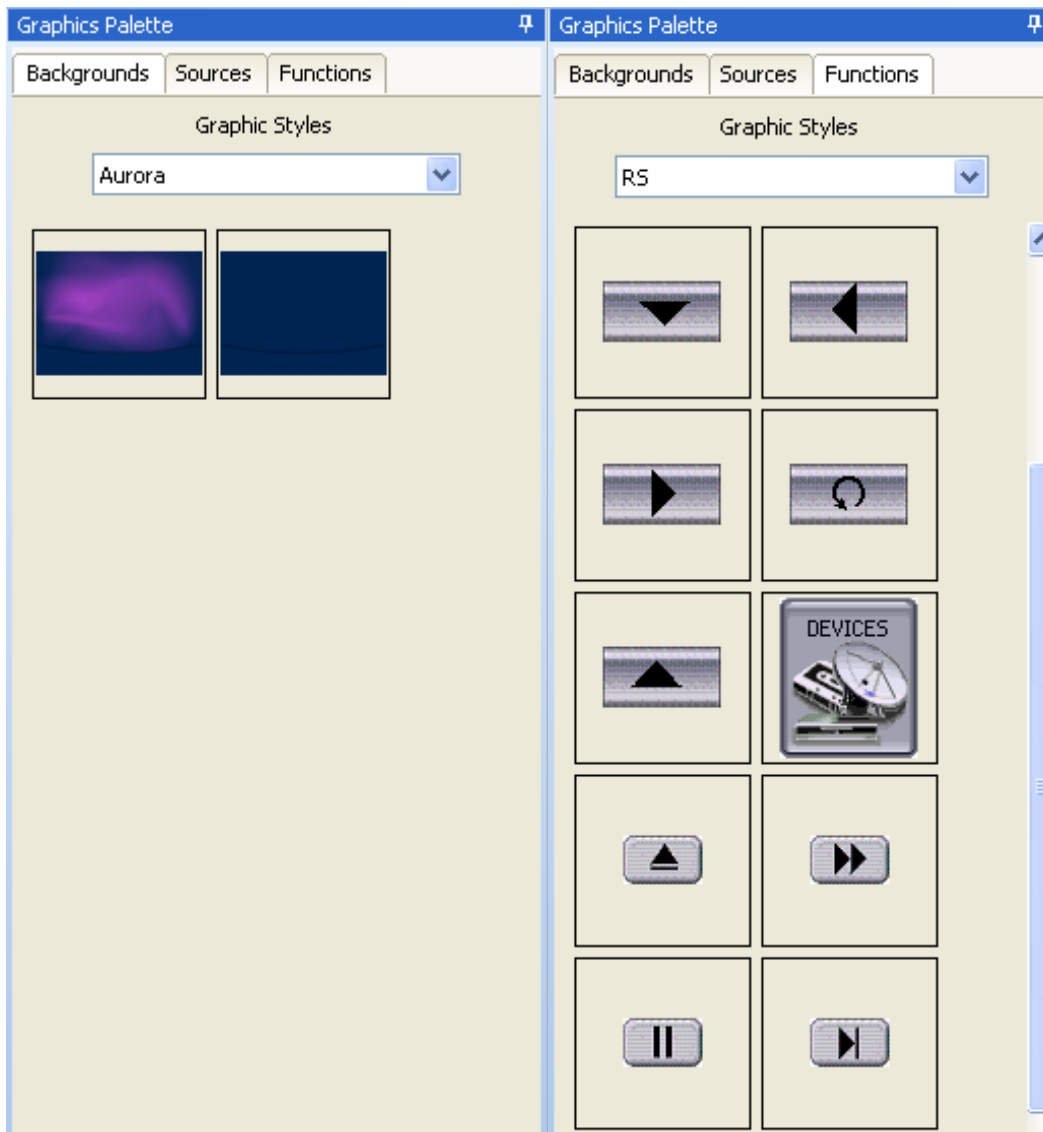 Graphics Palette
Backgrounds Sources Functions
Graphic Styles
Aurora
Graphics Palette
Backgrounds Sources Functions
Graphic Styles
RS
DEVICES